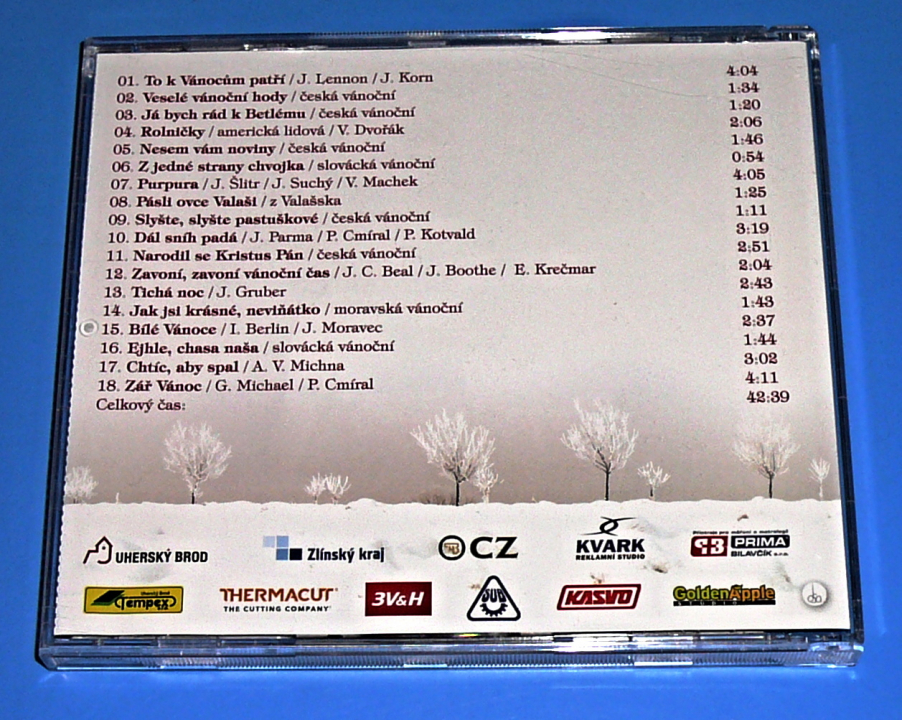 01. To k Vánocům patří / J. Lennon / J. Korn 4:04
02. Veselé vánoční hody / česká vánoční 1:34
03. Já bych rád k Betlému / česká vánoční 1:20
04. Rolničky / americká lidová / V. Dvořák 2:06
05. Nesem vám noviny / česká vánoční 1:46
06. Z jedné strany chvojka / slovácká vánoční 0:54
07. Purpura / J. Šlitr / J. Suchý / V. Machek 4:05
08. Pásli ovce Valaši / z Valašska 1:25
09. Slyšte, slyšte pastuškové / česká vánoční 1:11
10. Dál sníh padá / J. Parma / P. Cmíral / P. Kotvald 3:19
11. Narodil se Kristus Pán / česká vánoční 2:51
12. Zavoní, zavoní vánoční čas / J. C. Beal / J. Boothe / E. Krečmar 2:04
13. Tichá noc / J. Gruber 2:43
14. Jak jsi krásné, neviňátko / moravská vánoční 1:43
15. Bílé Vánoce / I. Berlin / J. Moravec 2:37
16. Ejhle, chasa naša / slovácká vánoční 1:44
17. Chtíc, aby spal / A. V. Michna 3:02
18. Zář Vánoc / G. Michael / P. Cmíral 4:11
Celkový čas: 42:39
UHERSKÝ BROD
Zlínský kraj
CZ
KVARK
REKLAMNÍ STUDIO
PRIMA
BILAVČÍK s.r.o.
Uherský Brod
Tempex
THERMACUT®
THE CUTTING COMPANY®
3V&H
SUB
KASVO
GoldenApple
STUDIO